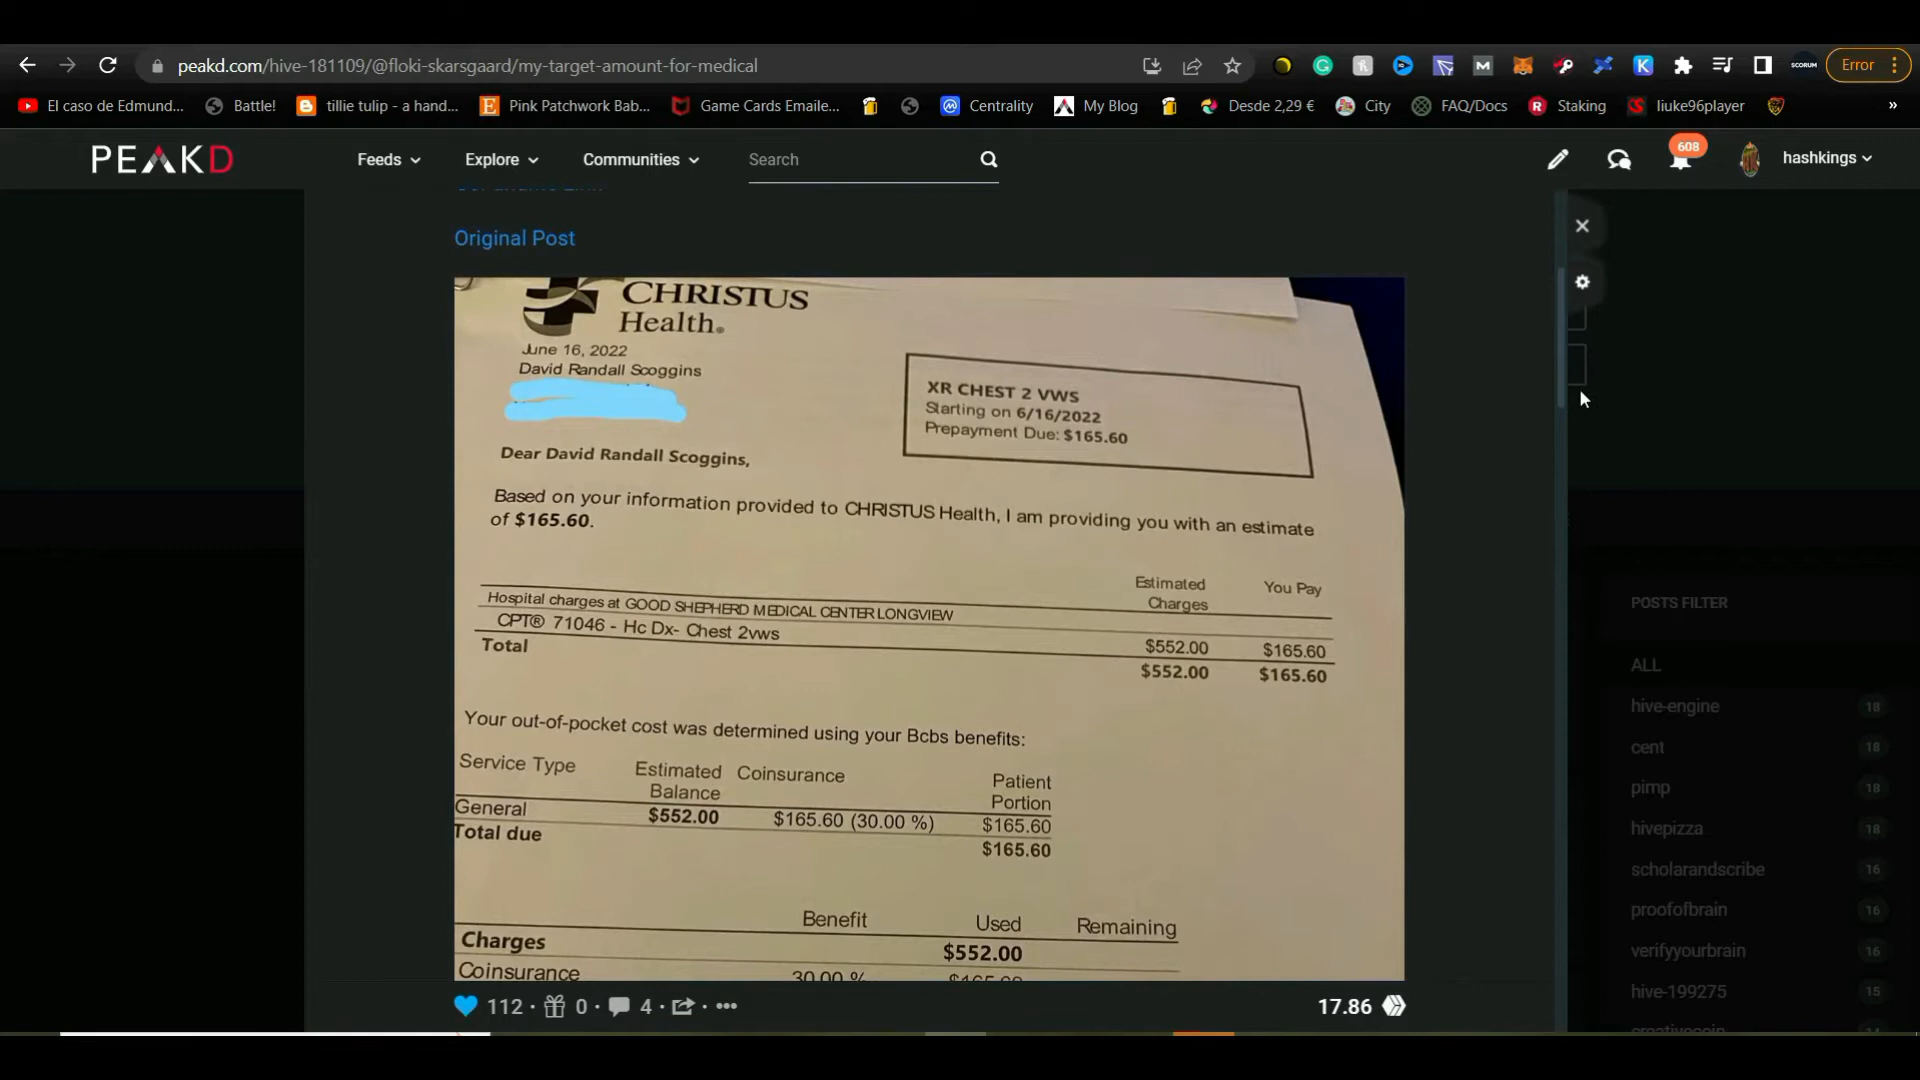 peakd.com/hive-181109/@floki-skarsgaard/my-target-amount-for-medical
SCORUM
Error
El caso de Edmund...
Battle!
tillie tulip - a hand...
Pink Patchwork Bab...
Game Cards Emaile...
Centrality
My Blog
Desde 2,29 €
City
FAQ/Docs
Staking
liuke96player
»
PEAKD
Feeds
Explore
Communities
Search
608
hashkings
Original Post
CHRISTUS
Health®
June 16, 2022
David Randall Scoggins
XR CHEST 2 VWS
Starting on 6/16/2022
Prepayment Due: $165.60
Dear David Randall Scoggins,
Based on your information provided to CHRISTUS Health, I am providing you with an estimate
of $165.60.
Estimated Charges
You Pay
Hospital charges at GOOD SHEPHERD MEDICAL CENTER LONGVIEW
CPT® 71046 - Hc Dx- Chest 2vws $552.00 $165.60
Total $552.00 $165.60
Your out-of-pocket cost was determined using your Bcbs benefits:
Service Type Estimated Balance Coinsurance Patient Portion
General $552.00 $165.60 (30.00 %) $165.60
Total due $165.60
Benefit Used Remaining
Charges $552.00
Coinsurance 30.00 % $165.60
112 · 0 · 4 · · •••
17.86
POSTS FILTER
ALL
hive-engine 18
cent 18
pimp 18
hivepizza 18
scholarandscribe 16
proofofbrain 16
verifyyourbrain 16
hive-199275 15
creativecoin 14